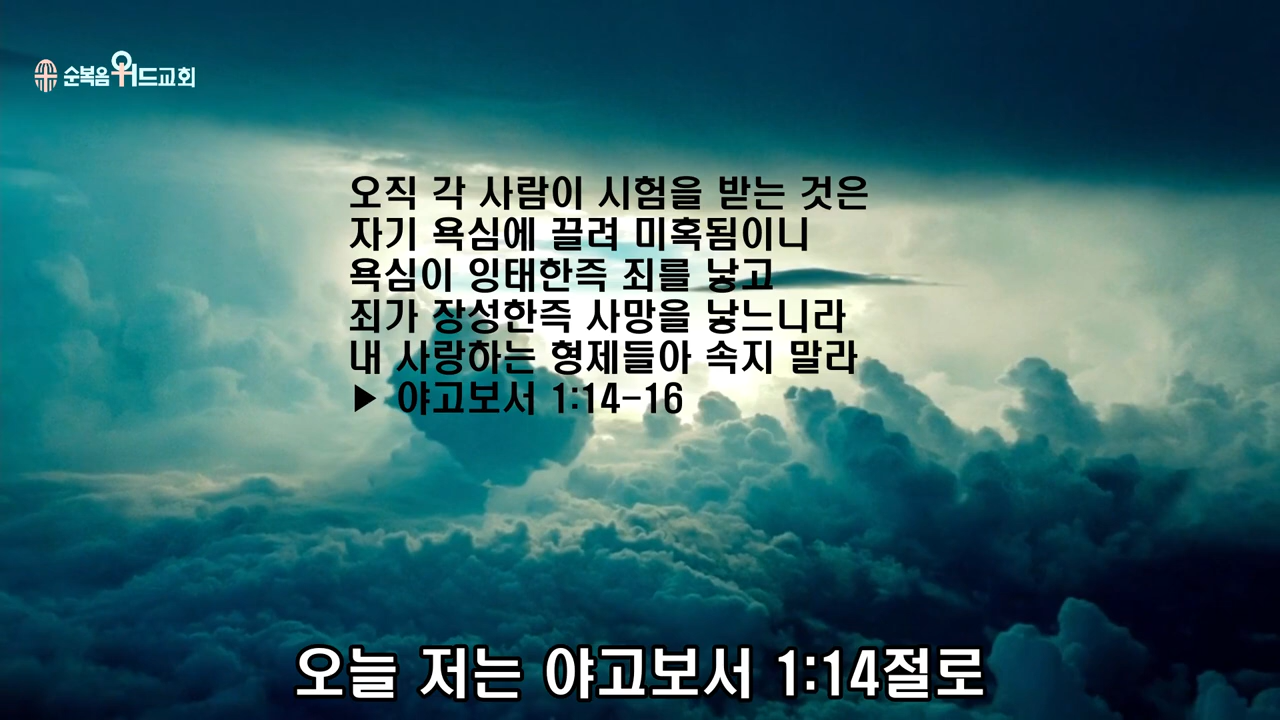 순복음워드교회
오직 각 사람이 시험을 받는 것은
자기 욕심에 끌려 미혹됨이니
욕심이 잉태한즉 죄를 낳고
죄가 장성한즉 사망을 낳느니라
내 사랑하는 형제들아 속지 말라
▶ 야고보서 1:14-16
오늘 저는 야고보서 1:14절로